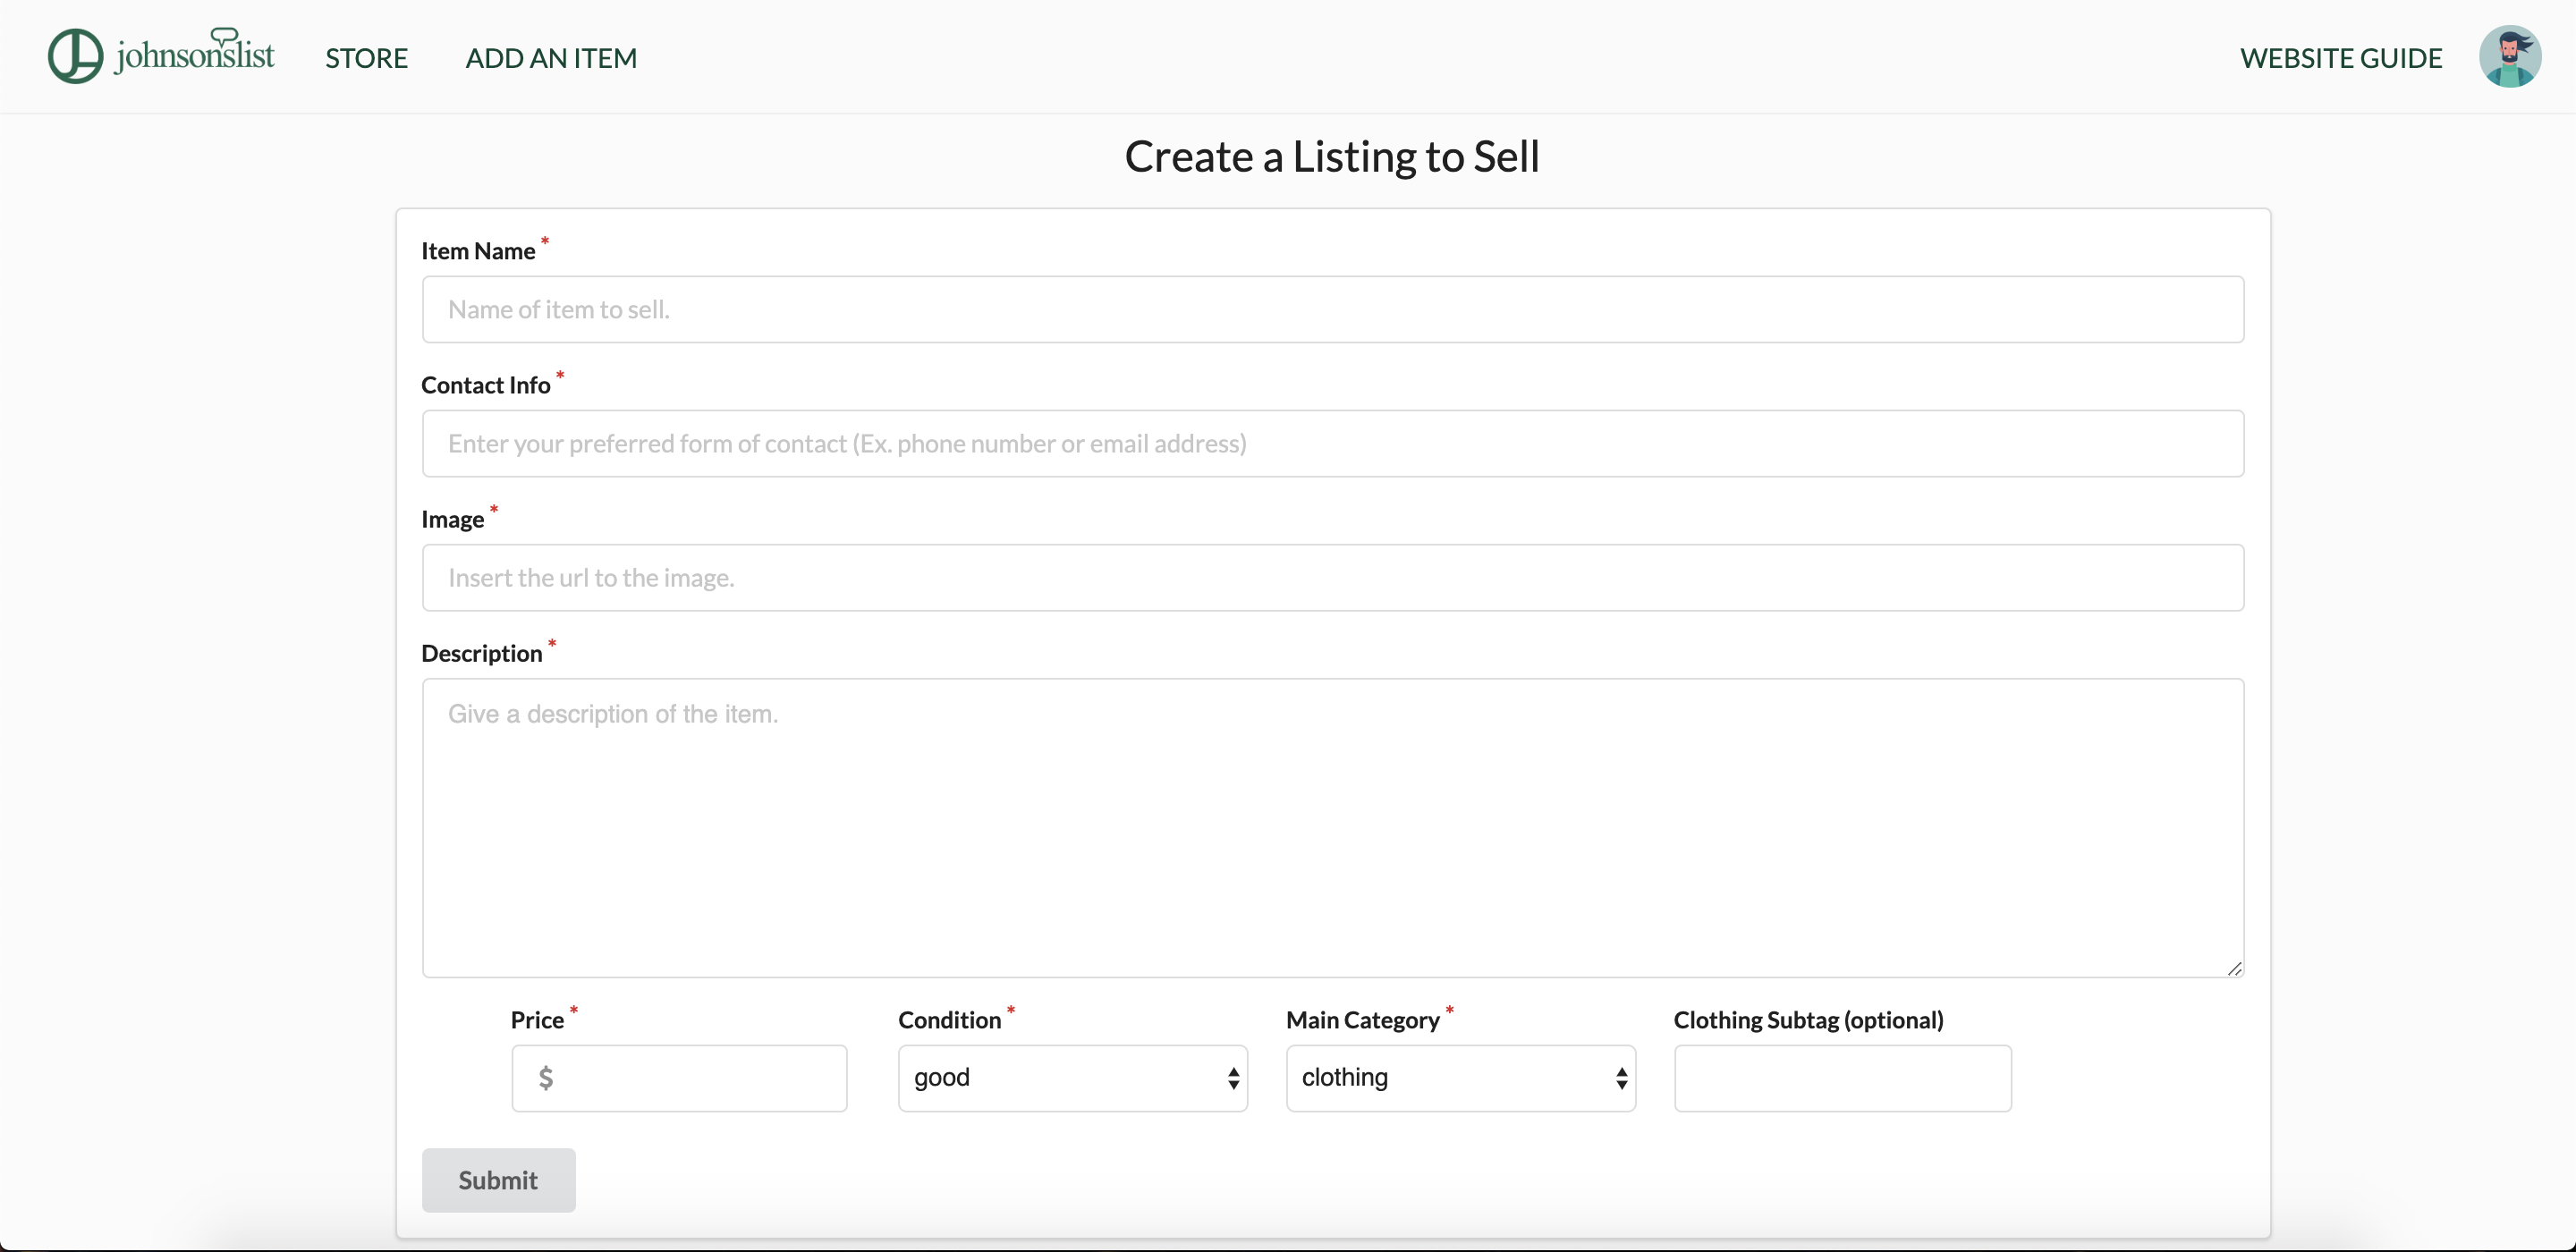 johnsonslist STORE ADD AN ITEM WEBSITE GUIDE
Create a Listing to Sell
Item Name *
Name of item to sell.
Contact Info *
Enter your preferred form of contact (Ex. phone number or email address)
Image *
Insert the url to the image.
Description *
Give a description of the item.
Price * Condition * Main Category * Clothing Subtag (optional)
$ good clothing
Submit